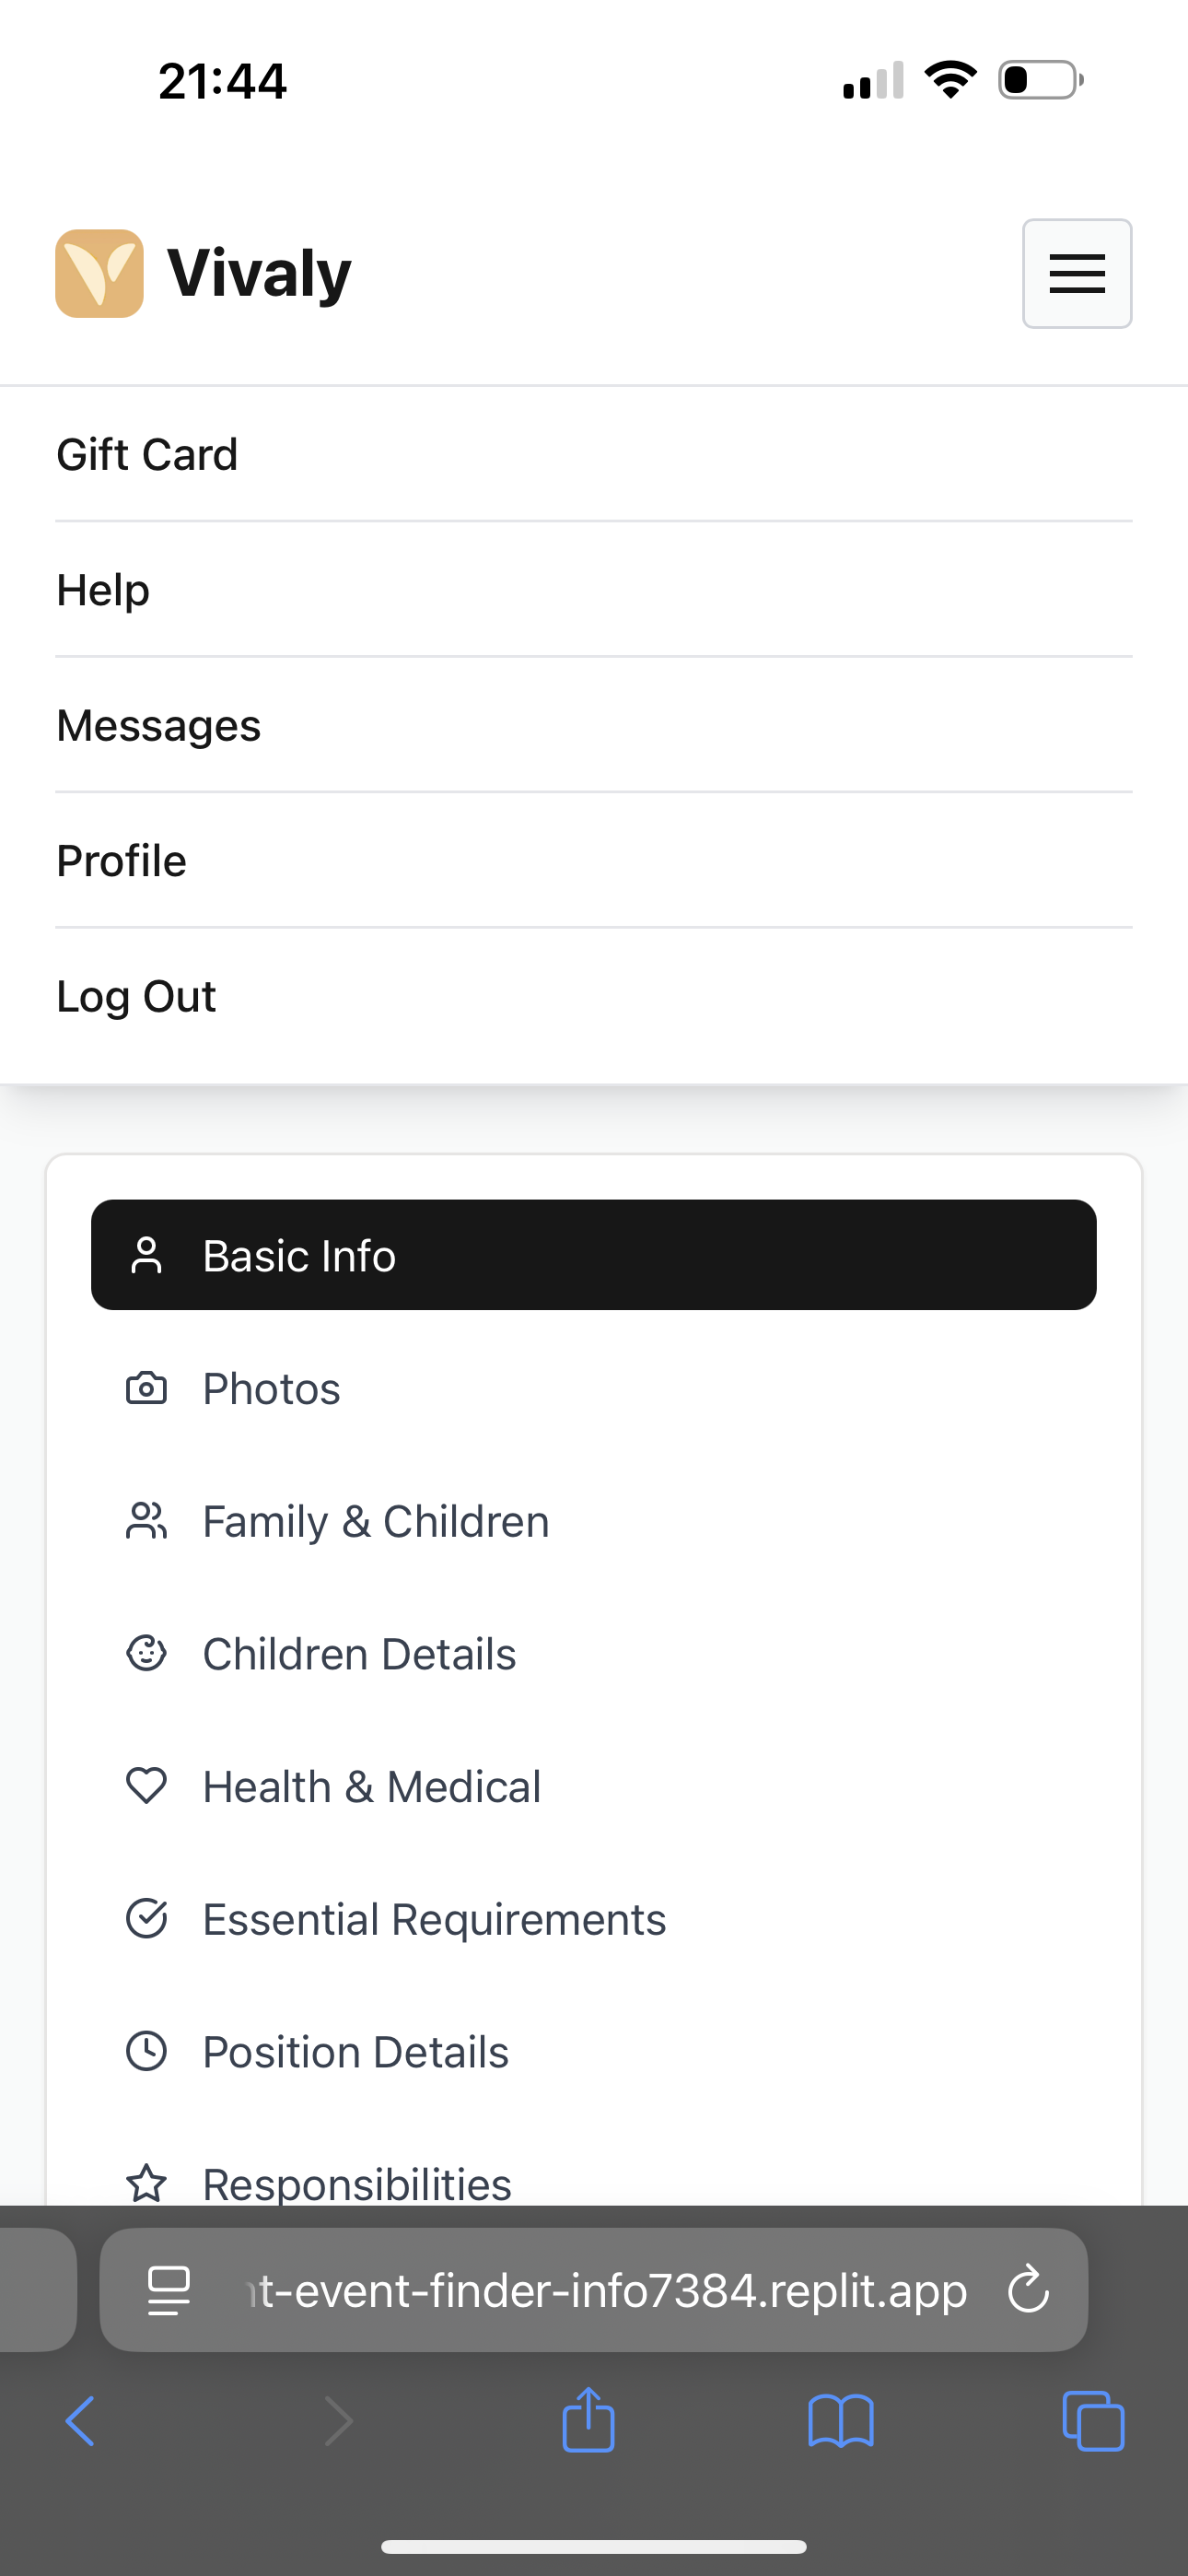 21:44
Vivaly
Gift Card
Help
Messages
Profile
Log Out
Basic Info
Photos
Family & Children
Children Details
Health & Medical
Essential Requirements
Position Details
Responsibilities
t-event-finder-info7384.replit.app